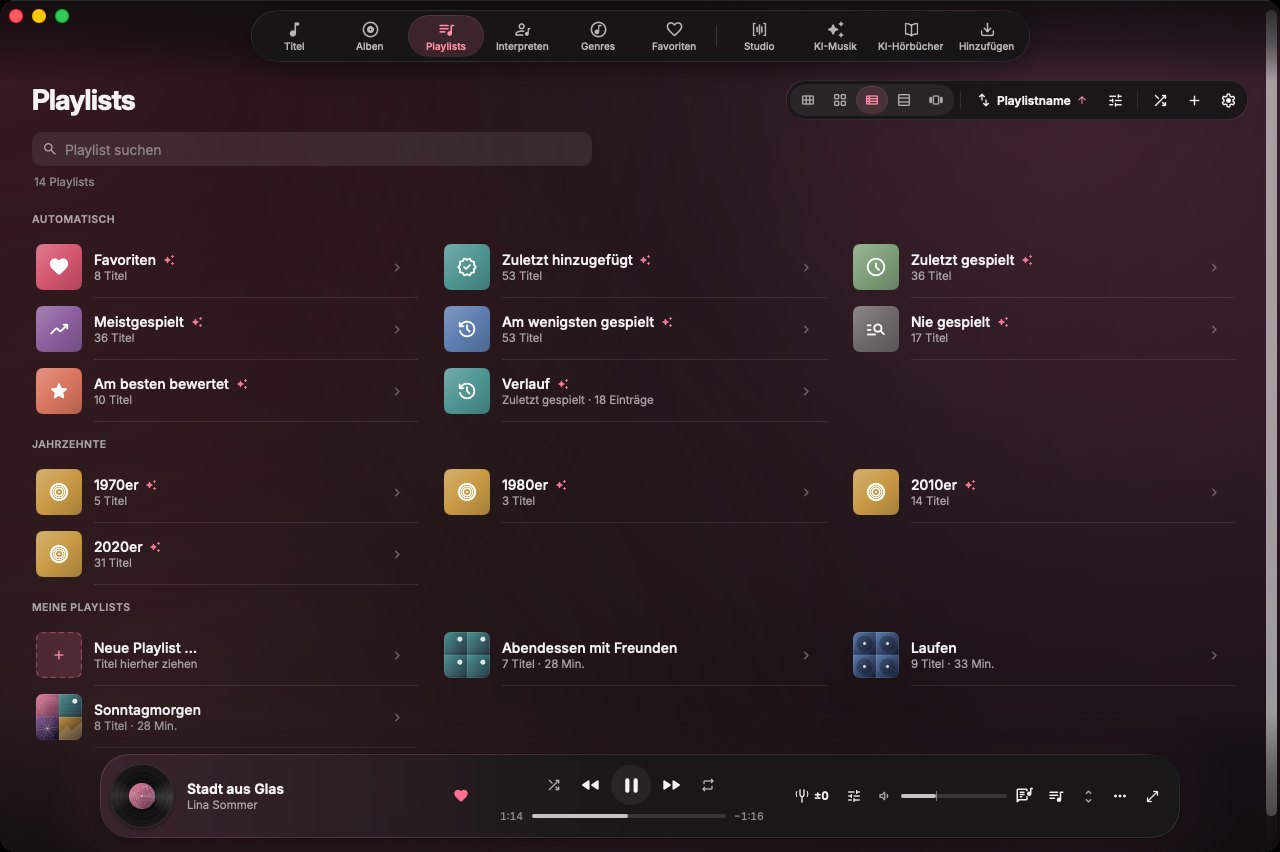 Titel
Alben
Playlists
Interpreten
Genres
Favoriten
Studio
KI-Musik
KI-Hörbücher
Hinzufügen
Playlists
Playlistname
Playlist suchen
14 Playlists
AUTOMATISCH
Favoriten
8 Titel
Zuletzt hinzugefügt
53 Titel
Zuletzt gespielt
36 Titel
Meistgespielt
36 Titel
Am wenigsten gespielt
53 Titel
Nie gespielt
17 Titel
Am besten bewertet
10 Titel
Verlauf
Zuletzt gespielt · 18 Einträge
JAHRZEHNTE
1970er
5 Titel
1980er
3 Titel
2010er
14 Titel
2020er
31 Titel
MEINE PLAYLISTS
Neue Playlist ...
Titel hierher ziehen
Abendessen mit Freunden
7 Titel · 28 Min.
Laufen
9 Titel · 33 Min.
Sonntagmorgen
8 Titel · 28 Min.
Stadt aus Glas
Lina Sommer
1:14
−1:16
±0